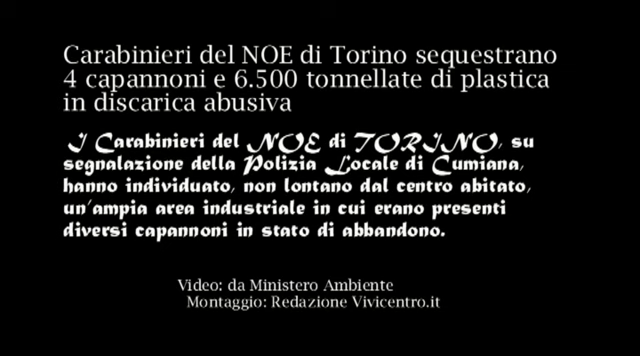 Carabinieri del NOE di Torino sequestrano
4 capannoni e 6.500 tonnellate di plastica
in discarica abusiva
I Carabinieri del NOE di TORINO, su
segnalazione della Polizia Locale di Cumiana,
hanno individuato, non lontano dal centro abitato,
un'ampia area industriale in cui erano presenti
diversi capannoni in stato di abbandono.
Video: da Ministero Ambiente
Montaggio: Redazione Vivicentro.it